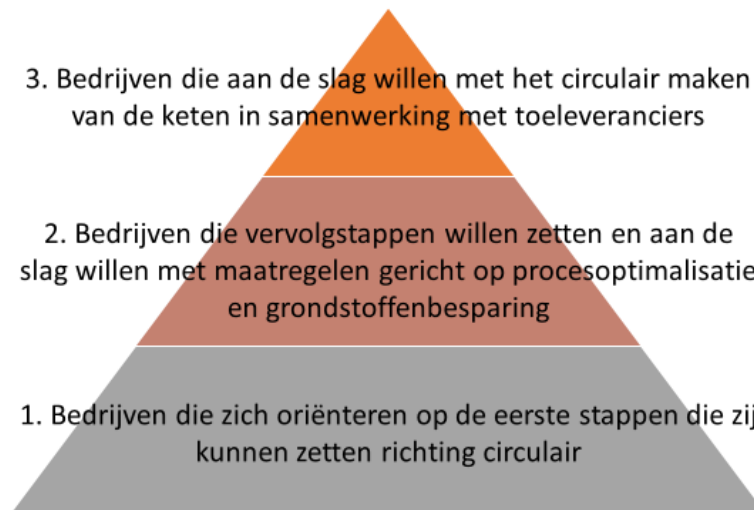 3. Bedrijven die aan de slag willen met het circulair maken
van de keten in samenwerking met toeleveranciers
2. Bedrijven die vervolgstappen willen zetten en aan de
slag willen met maatregelen gericht op procesoptimalisatie
en grondstoffenbesparing
1. Bedrijven die zich oriënteren op de eerste stappen die zij
kunnen zetten richting circulair